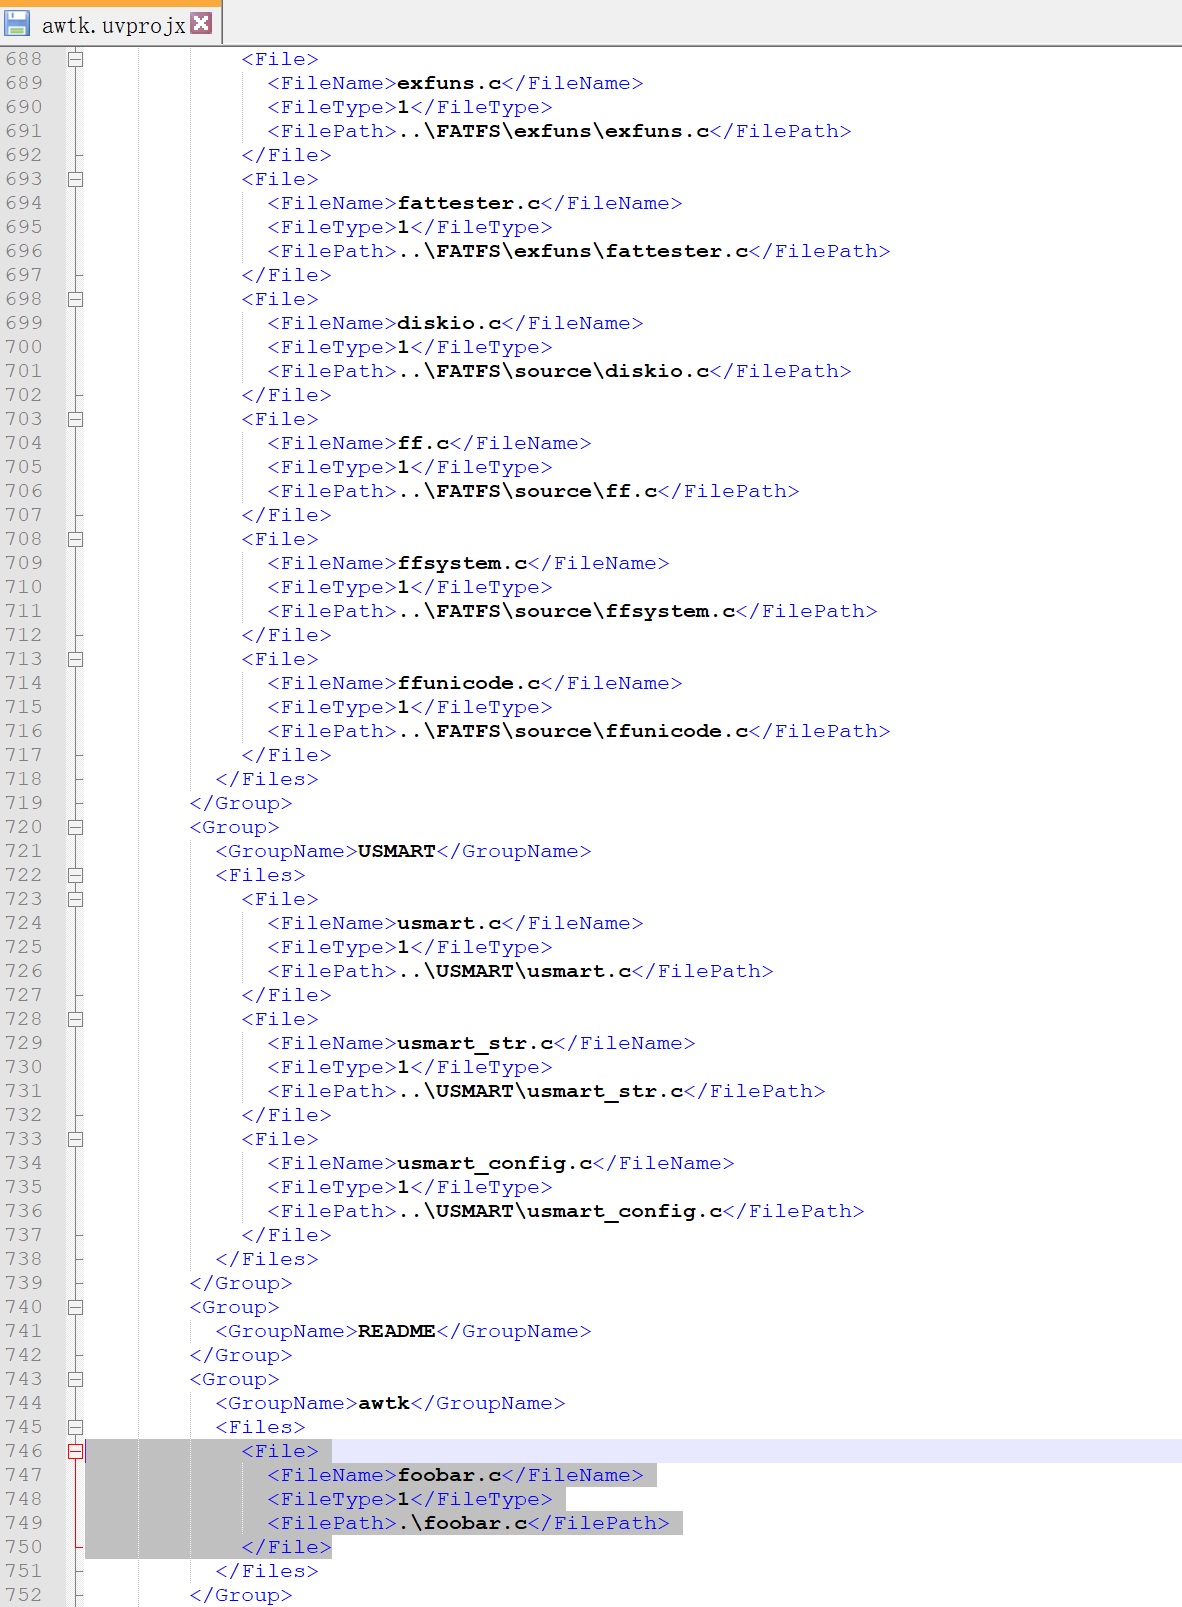 awtk.uvprojx
688 <File>
689 <FileName>exfuns.c</FileName>
690 <FileType>1</FileType>
691 <FilePath>..\FATFS\exfuns\exfuns.c</FilePath>
692 </File>
693 <File>
694 <FileName>fattester.c</FileName>
695 <FileType>1</FileType>
696 <FilePath>..\FATFS\exfuns\fattester.c</FilePath>
697 </File>
698 <File>
699 <FileName>diskio.c</FileName>
700 <FileType>1</FileType>
701 <FilePath>..\FATFS\source\diskio.c</FilePath>
702 </File>
703 <File>
704 <FileName>ff.c</FileName>
705 <FileType>1</FileType>
706 <FilePath>..\FATFS\source\ff.c</FilePath>
707 </File>
708 <File>
709 <FileName>ffsystem.c</FileName>
710 <FileType>1</FileType>
711 <FilePath>..\FATFS\source\ffsystem.c</FilePath>
712 </File>
713 <File>
714 <FileName>ffunicode.c</FileName>
715 <FileType>1</FileType>
716 <FilePath>..\FATFS\source\ffunicode.c</FilePath>
717 </File>
718 </Files>
719 </Group>
720 <Group>
721 <GroupName>USMART</GroupName>
722 <Files>
723 <File>
724 <FileName>usmart.c</FileName>
725 <FileType>1</FileType>
726 <FilePath>..\USMART\usmart.c</FilePath>
727 </File>
728 <File>
729 <FileName>usmart_str.c</FileName>
730 <FileType>1</FileType>
731 <FilePath>..\USMART\usmart_str.c</FilePath>
732 </File>
733 <File>
734 <FileName>usmart_config.c</FileName>
735 <FileType>1</FileType>
736 <FilePath>..\USMART\usmart_config.c</FilePath>
737 </File>
738 </Files>
739 </Group>
740 <Group>
741 <GroupName>README</GroupName>
742 </Group>
743 <Group>
744 <GroupName>awtk</GroupName>
745 <Files>
746 <File>
747 <FileName>foobar.c</FileName>
748 <FileType>1</FileType>
749 <FilePath>.\foobar.c</FilePath>
750 </File>
751 </Files>
752 </Group>